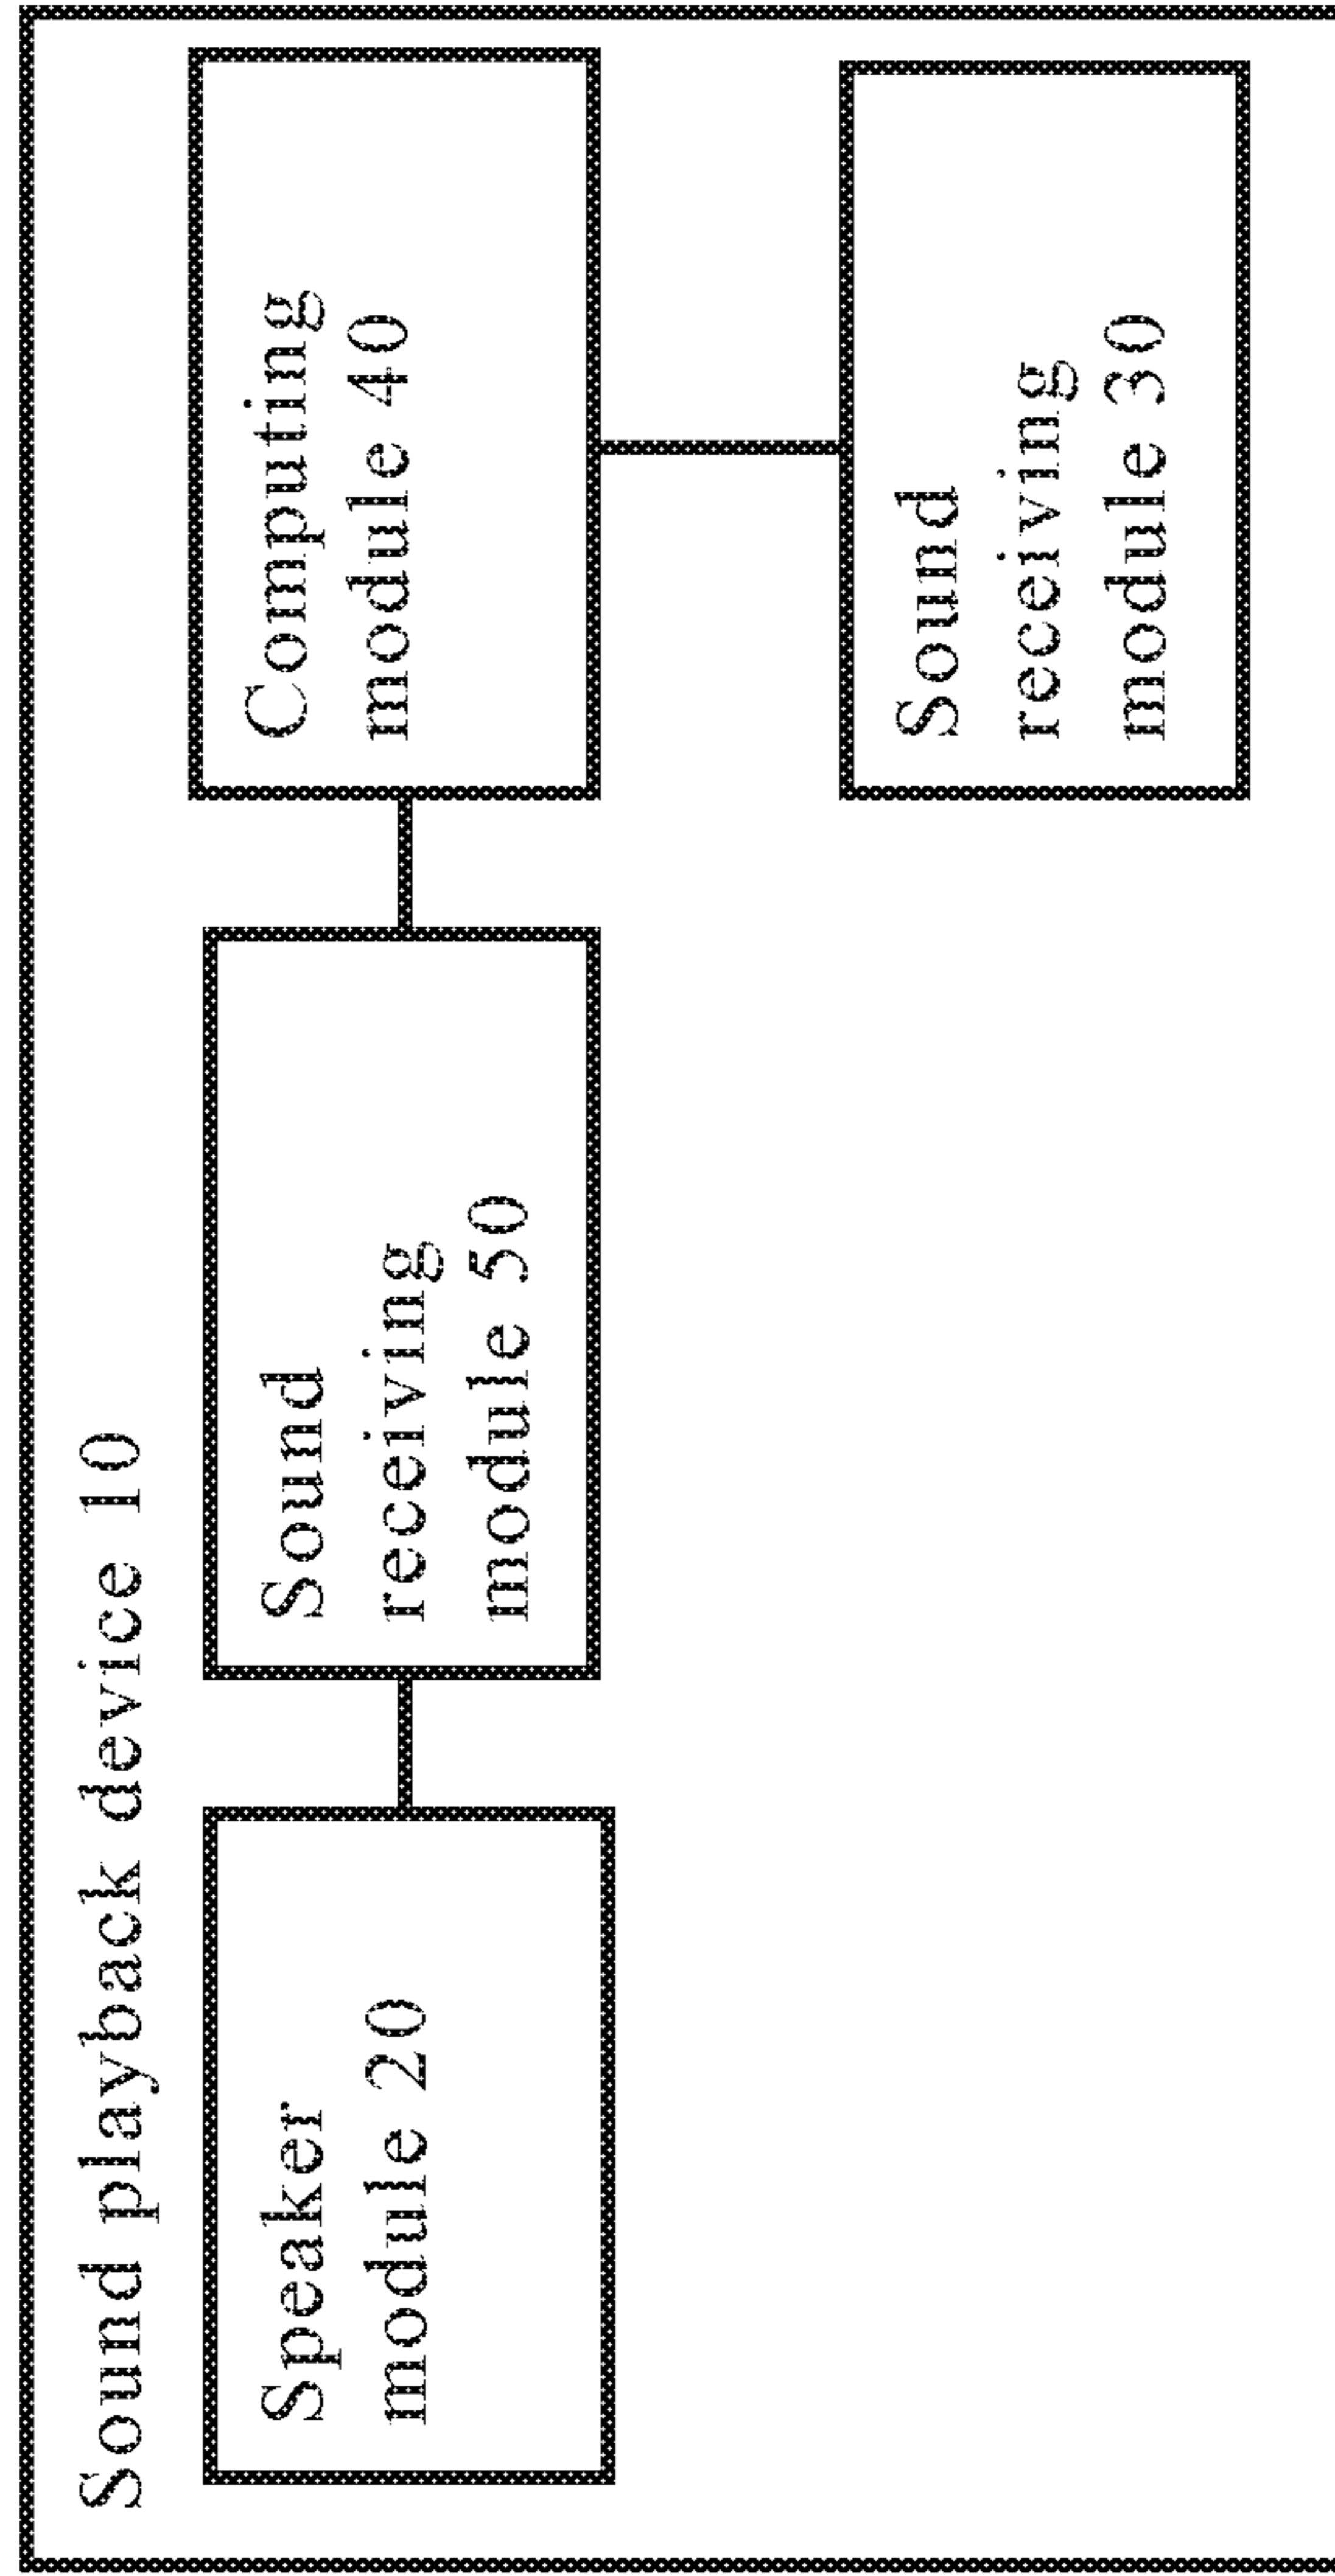 Sound playback device 10
Speaker
module 20
Sound
receiving
module 50
Computing
module 40
Sound
receiving
module 30